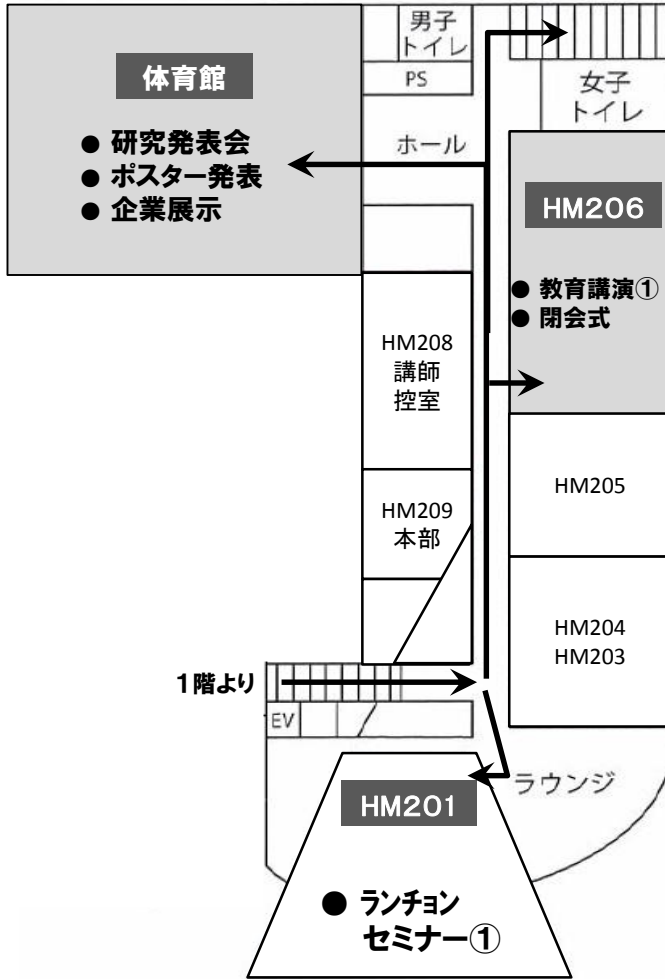 男子
トイレ
PS
体育館
女子
トイレ
● 研究発表会
● ポスター発表
● 企業展示
ホール
HM206
● 教育講演①
● 閉会式
HM208
講師
控室
HM205
HM209
本部
HM204
HM203
1階より
EV
ラウンジ
HM201
● ランチョン
セミナー①